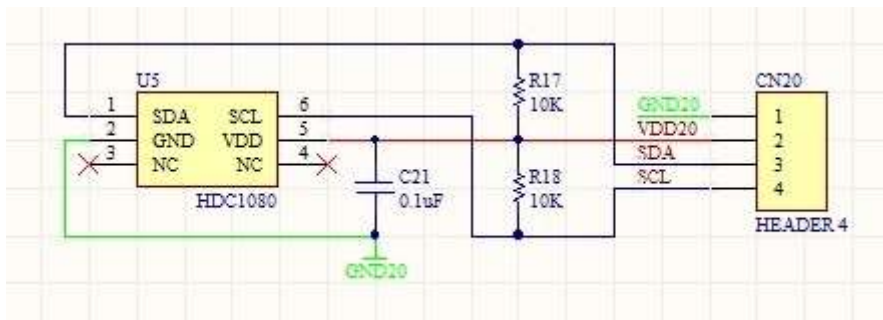 U5
1 SDA SCL 6
2 GND VDD 5
3 NC NC 4
HDC1080
C21
0.1uF
GND20
R17
10K
R18
10K
GND20
VDD20
SDA
SCL
CN20
1
2
3
4
HEADER 4